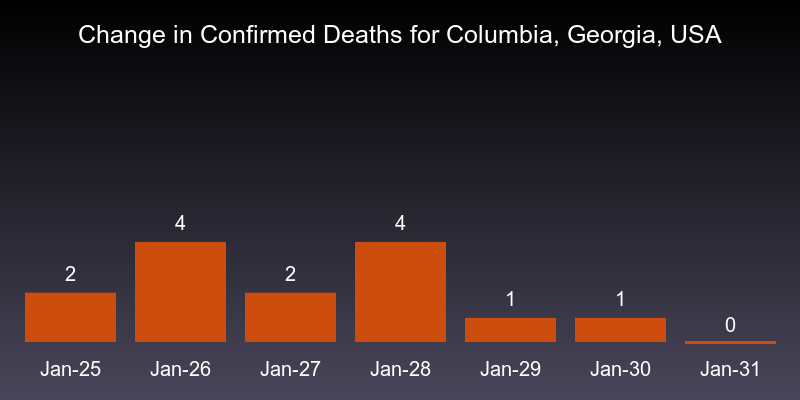 Change in Confirmed Deaths for Columbia, Georgia, USA
2 4 2 4 1 1 0
Jan-25 Jan-26 Jan-27 Jan-28 Jan-29 Jan-30 Jan-31